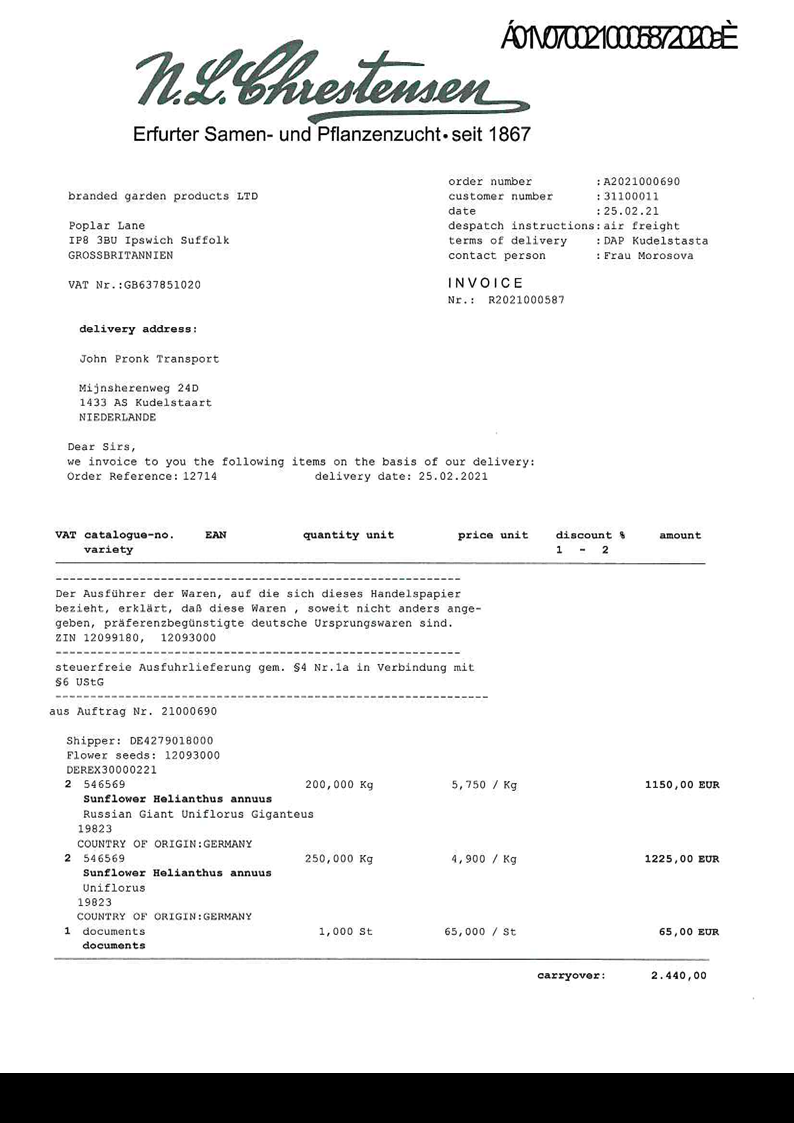 Á01\/0700210005872020aÈ
N.L.Chrestensen
Erfurter Samen- und Pflanzenzucht • seit 1867
order number :A2021000690
branded garden products LTD customer number :31100011
date :25.02.21
Poplar Lane despatch instructions:air freight
IP8 3BU Ipswich Suffolk terms of delivery :DAP Kudelstasta
GROSSBRITANNIEN contact person :Frau Morosova
VAT Nr.:GB637851020 INVOICE
Nr.: R2021000587
delivery address:
John Pronk Transport
Mijnsherenweg 24D
1433 AS Kudelstaart
NIEDERLANDE
Dear Sirs,
we invoice to you the following items on the basis of our delivery:
Order Reference: 12714 delivery date: 25.02.2021
VAT catalogue-no. EAN quantity unit price unit discount % amount
variety 1 - 2
Der Ausführer der Waren, auf die sich dieses Handelspapier
bezieht, erklärt, daß diese Waren , soweit nicht anders ange-
geben, präferenzbegünstigte deutsche Ursprungswaren sind.
ZIN 12099180, 12093000
steuerfreie Ausfuhrlieferung gem. §4 Nr.1a in Verbindung mit
§6 UStG
aus Auftrag Nr. 21000690
Shipper: DE4279018000
Flower seeds: 12093000
DEREX30000221
2 546569 200,000 Kg 5,750 / Kg 1150,00 EUR
Sunflower Helianthus annuus
Russian Giant Uniflorus Giganteus
19823
COUNTRY OF ORIGIN:GERMANY
2 546569 250,000 Kg 4,900 / Kg 1225,00 EUR
Sunflower Helianthus annuus
Uniflorus
19823
COUNTRY OF ORIGIN:GERMANY
1 documents 1,000 St 65,000 / St 65,00 EUR
documents
carryover: 2.440,00